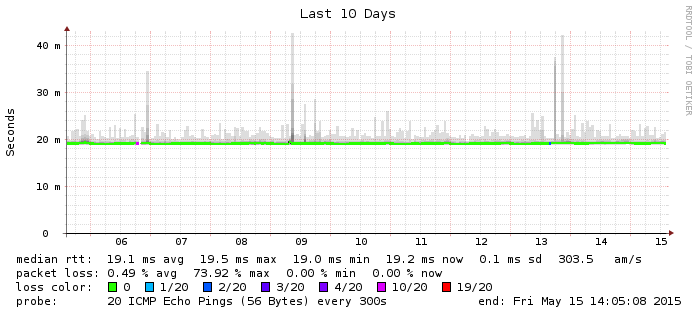 Last 10 Days
RRDTOOL / TOBI OETIKER
Seconds
40 m
30 m
20 m
10 m
0
06 07 08 09 10 11 12 13 14 15
median rtt: 19.1 ms avg 19.5 ms max 19.0 ms min 19.2 ms now 0.1 ms sd 303.5 am/s
packet loss: 0.49 % avg 73.92 % max 0.00 % min 0.00 % now
loss color: 0 1/20 2/20 3/20 4/20 10/20 19/20
probe: 20 ICMP Echo Pings (56 Bytes) every 300s end: Fri May 15 14:05:08 2015